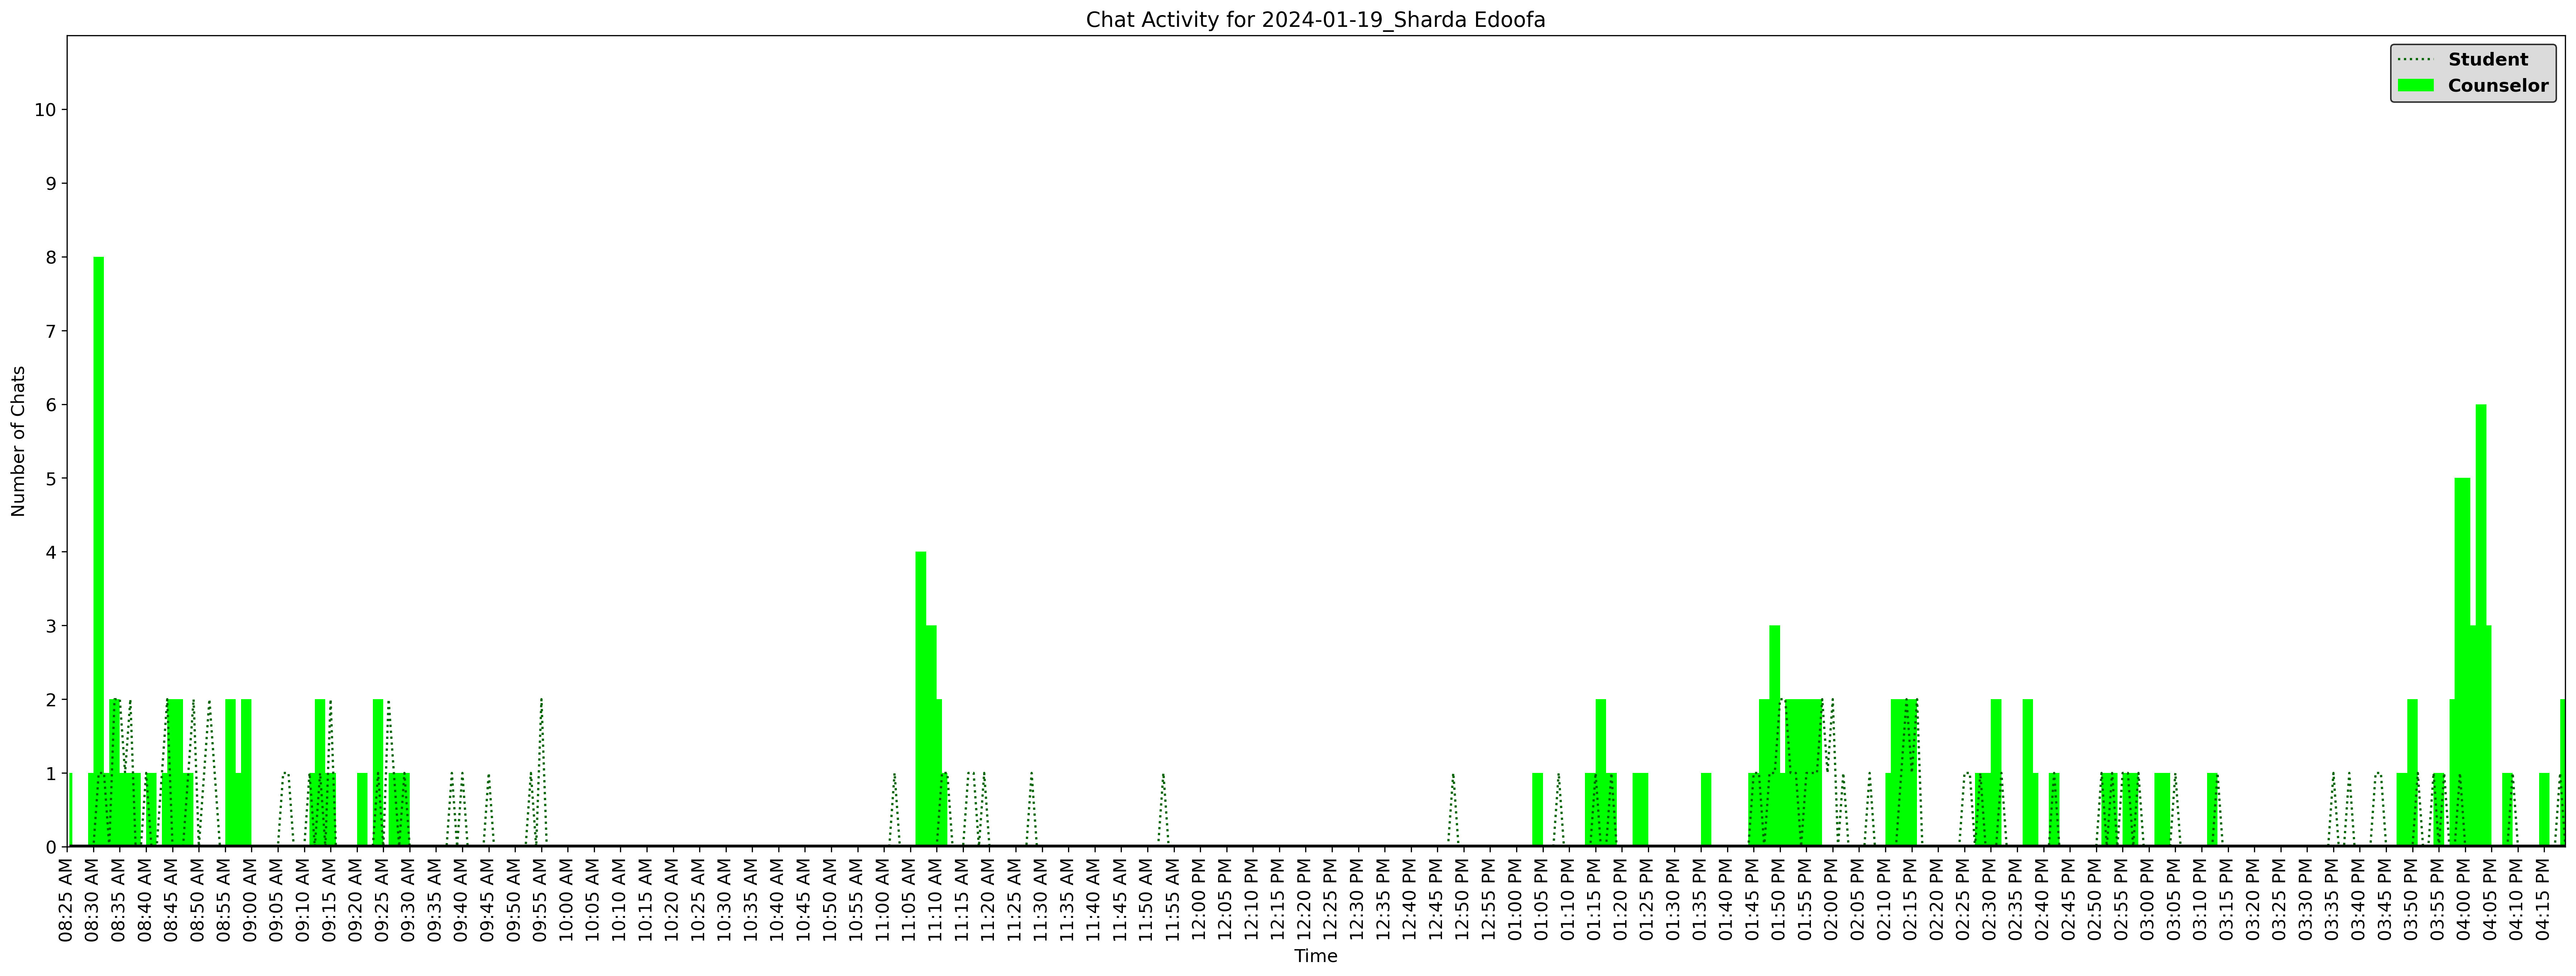 Chat Activity for 2024-01-19_Sharda Edoofa
Student
Counselor
Number of Chats
10
9
8
7
6
5
4
3
2
1
0
08:25 AM
08:30 AM
08:35 AM
08:40 AM
08:45 AM
08:50 AM
08:55 AM
09:00 AM
09:05 AM
09:10 AM
09:15 AM
09:20 AM
09:25 AM
09:30 AM
09:35 AM
09:40 AM
09:45 AM
09:50 AM
09:55 AM
10:00 AM
10:05 AM
10:10 AM
10:15 AM
10:20 AM
10:25 AM
10:30 AM
10:35 AM
10:40 AM
10:45 AM
10:50 AM
10:55 AM
11:00 AM
11:05 AM
11:10 AM
11:15 AM
11:20 AM
11:25 AM
11:30 AM
11:35 AM
11:40 AM
11:45 AM
11:50 AM
11:55 AM
12:00 PM
12:05 PM
12:10 PM
12:15 PM
12:20 PM
12:25 PM
12:30 PM
12:35 PM
12:40 PM
12:45 PM
12:50 PM
12:55 PM
01:00 PM
01:05 PM
01:10 PM
01:15 PM
01:20 PM
01:25 PM
01:30 PM
01:35 PM
01:40 PM
01:45 PM
01:50 PM
01:55 PM
02:00 PM
02:05 PM
02:10 PM
02:15 PM
02:20 PM
02:25 PM
02:30 PM
02:35 PM
02:40 PM
02:45 PM
02:50 PM
02:55 PM
03:00 PM
03:05 PM
03:10 PM
03:15 PM
03:20 PM
03:25 PM
03:30 PM
03:35 PM
03:40 PM
03:45 PM
03:50 PM
03:55 PM
04:00 PM
04:05 PM
04:10 PM
04:15 PM
Time